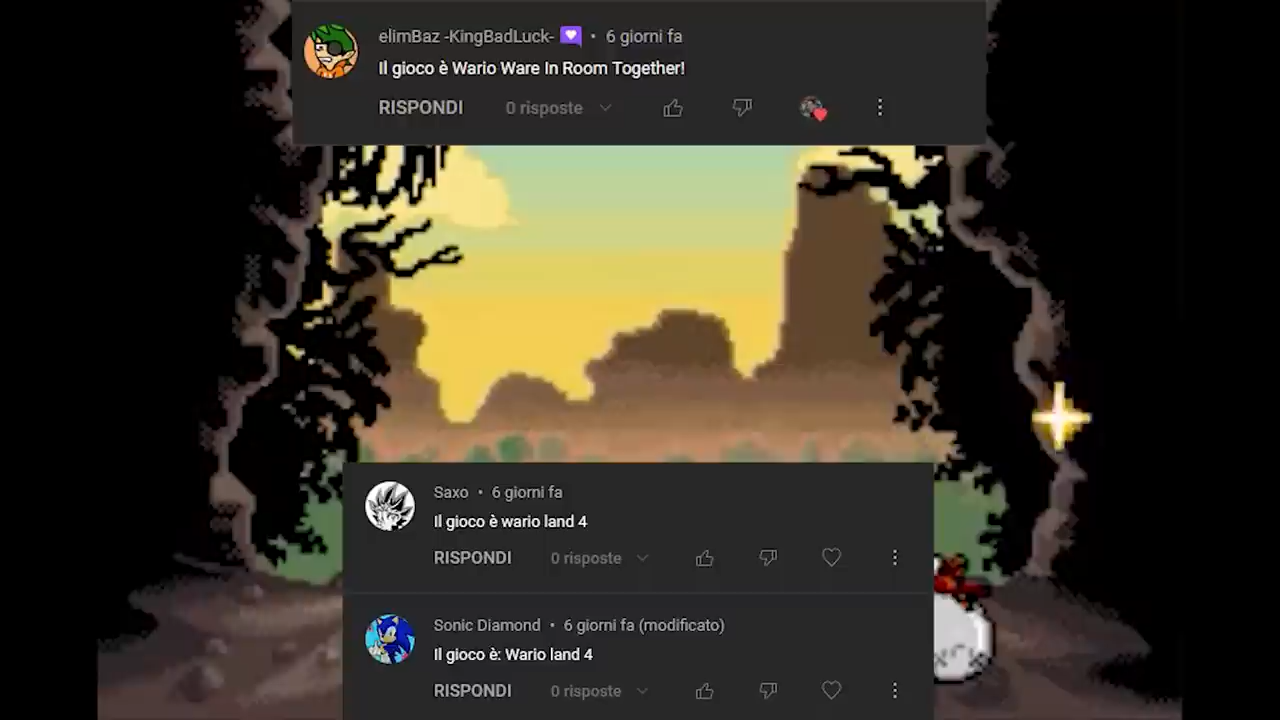 elimBaz -KingBadLuck- • 6 giorni fa
Il gioco è Wario Ware In Room Together!
RISPONDI 0 risposte
Saxo • 6 giorni fa
Il gioco è wario land 4
RISPONDI 0 risposte
Sonic Diamond • 6 giorni fa (modificato)
Il gioco è: Wario land 4
RISPONDI 0 risposte